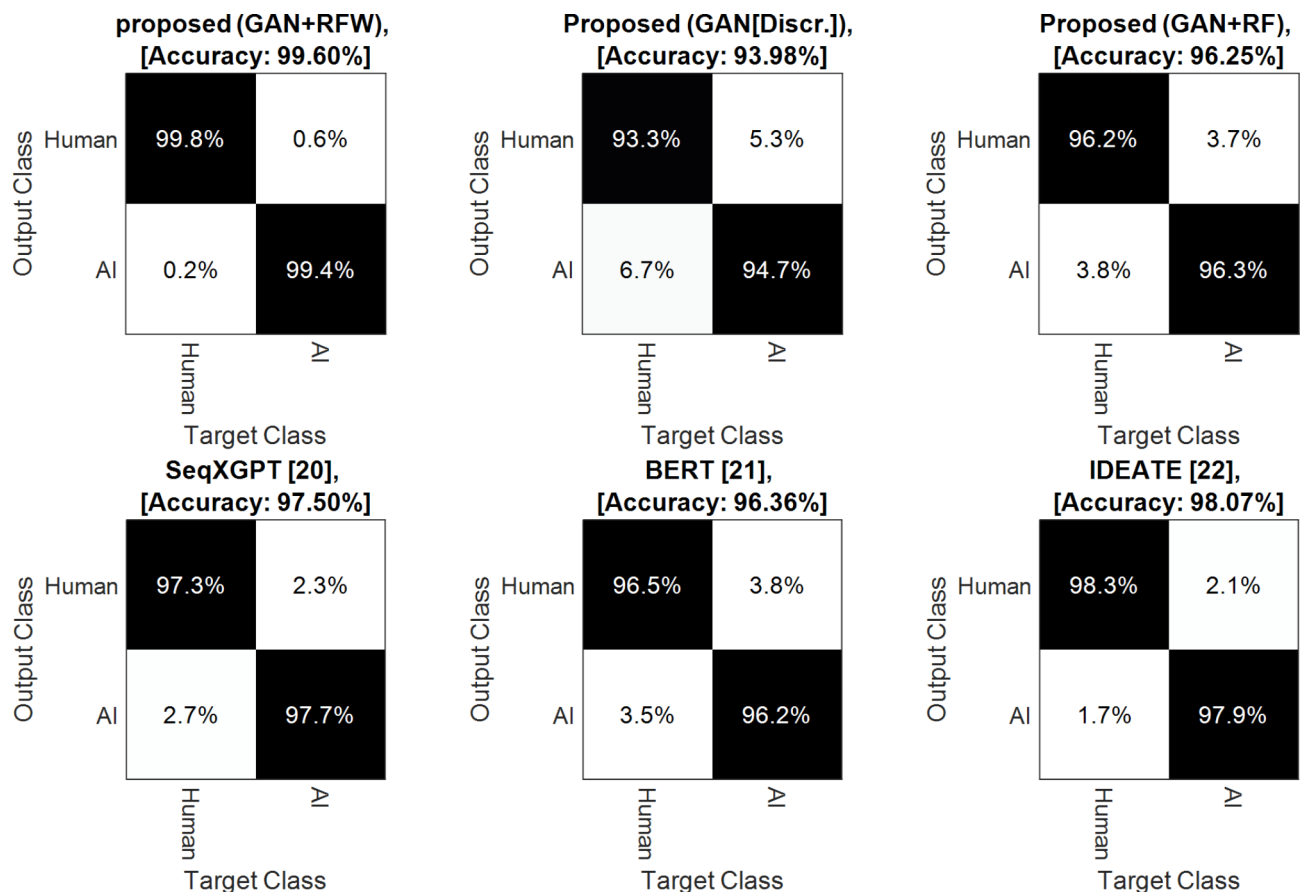 proposed (GAN+RFW),
[Accuracy: 99.60%]
Output Class
Human
99.8%
0.6%
AI
0.2%
99.4%
Human
AI
Target Class
Proposed (GAN[Discr.]),
[Accuracy: 93.98%]
Output Class
Human
93.3%
5.3%
AI
6.7%
94.7%
Human
AI
Target Class
Proposed (GAN+RF),
[Accuracy: 96.25%]
Output Class
Human
96.2%
3.7%
AI
3.8%
96.3%
Human
AI
Target Class
SeqXGPT [20],
[Accuracy: 97.50%]
Output Class
Human
97.3%
2.3%
AI
2.7%
97.7%
Human
AI
Target Class
BERT [21],
[Accuracy: 96.36%]
Output Class
Human
96.5%
3.8%
AI
3.5%
96.2%
Human
AI
Target Class
IDEATE [22],
[Accuracy: 98.07%]
Output Class
Human
98.3%
2.1%
AI
1.7%
97.9%
Human
AI
Target Class